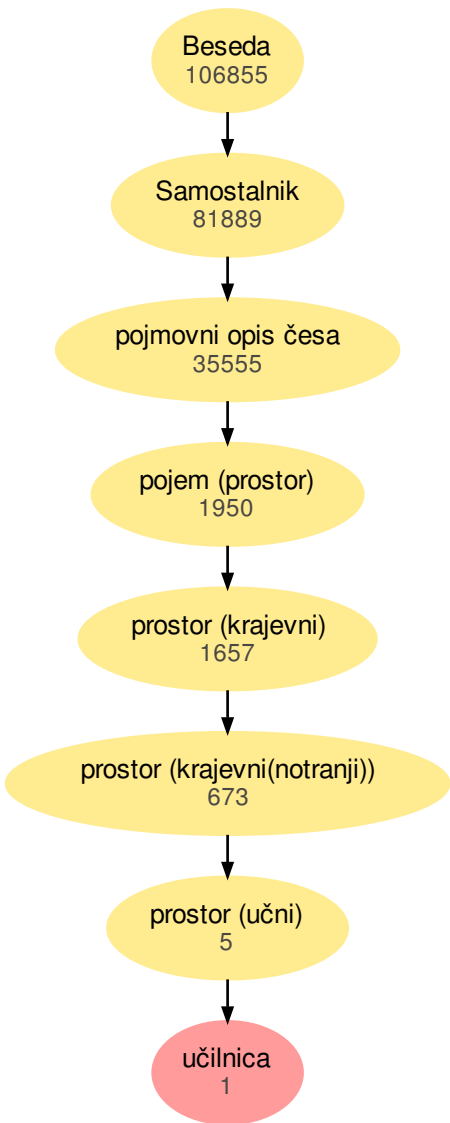 Beseda
106855
Samostalnik
81889
pojmovni opis česa
35555
pojem (prostor)
1950
prostor (krajevni)
1657
prostor (krajevni(notranji))
673
prostor (učni)
5
učilnica
1